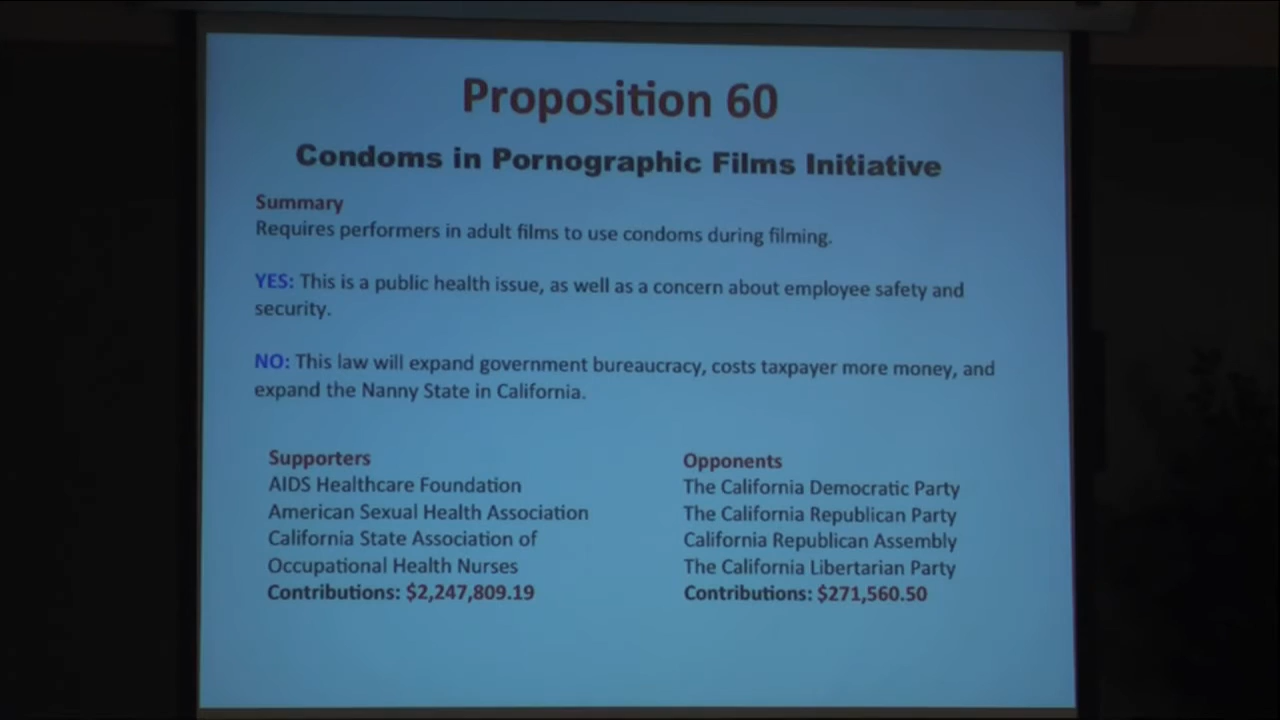 Proposition 60
Condoms in Pornographic Films Initiative
Summary
Requires performers in adult films to use condoms during filming.
YES: This is a public health issue, as well as a concern about employee safety and
security.
NO: This law will expand government bureaucracy, costs taxpayer more money, and
expand the Nanny State in California.
Supporters
AIDS Healthcare Foundation
American Sexual Health Association
California State Association of
Occupational Health Nurses
Contributions: $2,247,809.19
Opponents
The California Democratic Party
The California Republican Party
California Republican Assembly
The California Libertarian Party
Contributions: $271,560.50